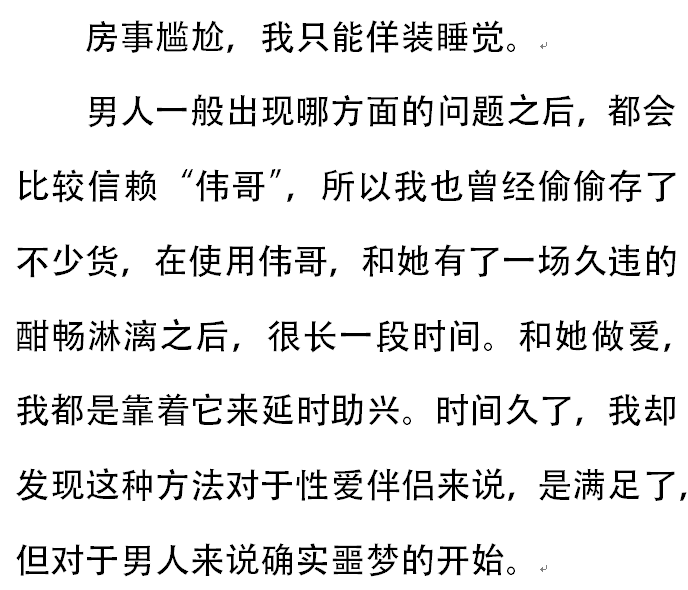 房事尴尬，我只能佯装睡觉。
男人一般出现哪方面的问题之后，都会
比较信赖“伟哥”，所以我也曾经偷偷存了
不少货，在使用伟哥，和她有了一场久违的
酣畅淋漓之后，很长一段时间。和她做爱，
我都是靠着它来延时助兴。时间久了，我却
发现这种方法对于性爱伴侣来说，是满足了，
但对于男人来说确实噩梦的开始。